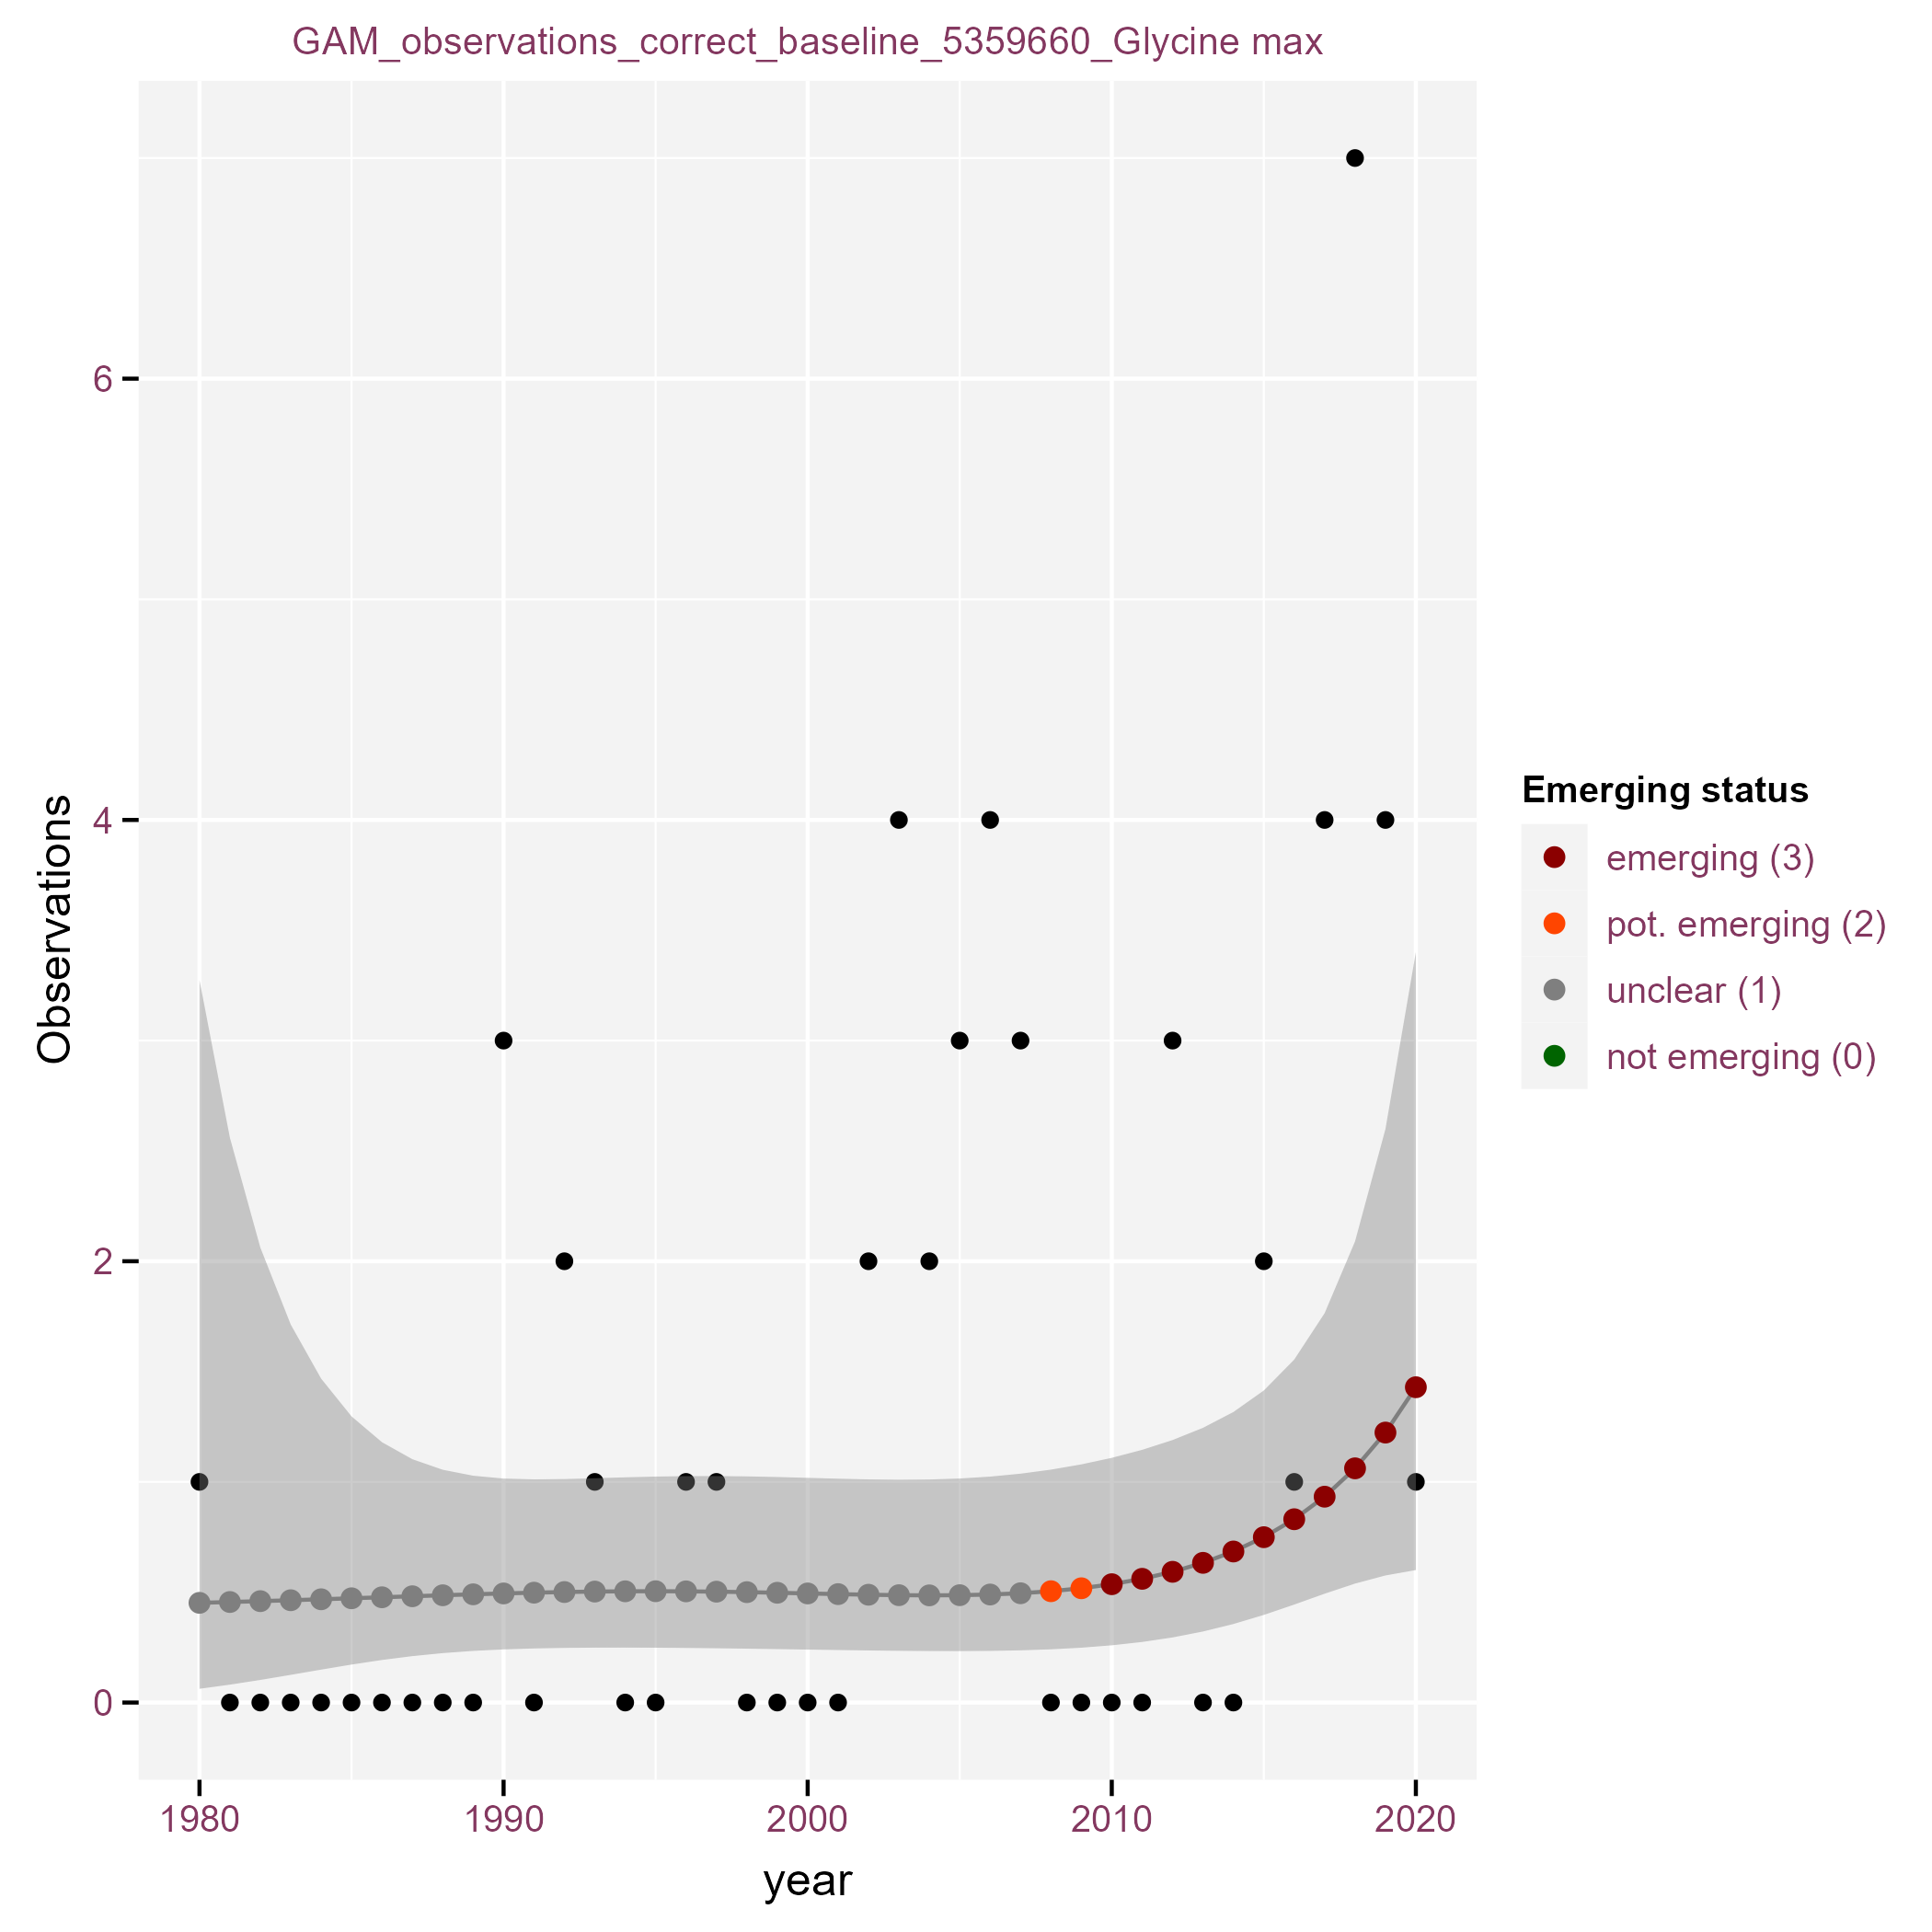 GAM_observations_correct_baseline_5359660_Glycine max
Observations
6
4
2
0
1980 1990 2000 2010 2020
year
Emerging status
emerging (3)
pot. emerging (2)
unclear (1)
not emerging (0)